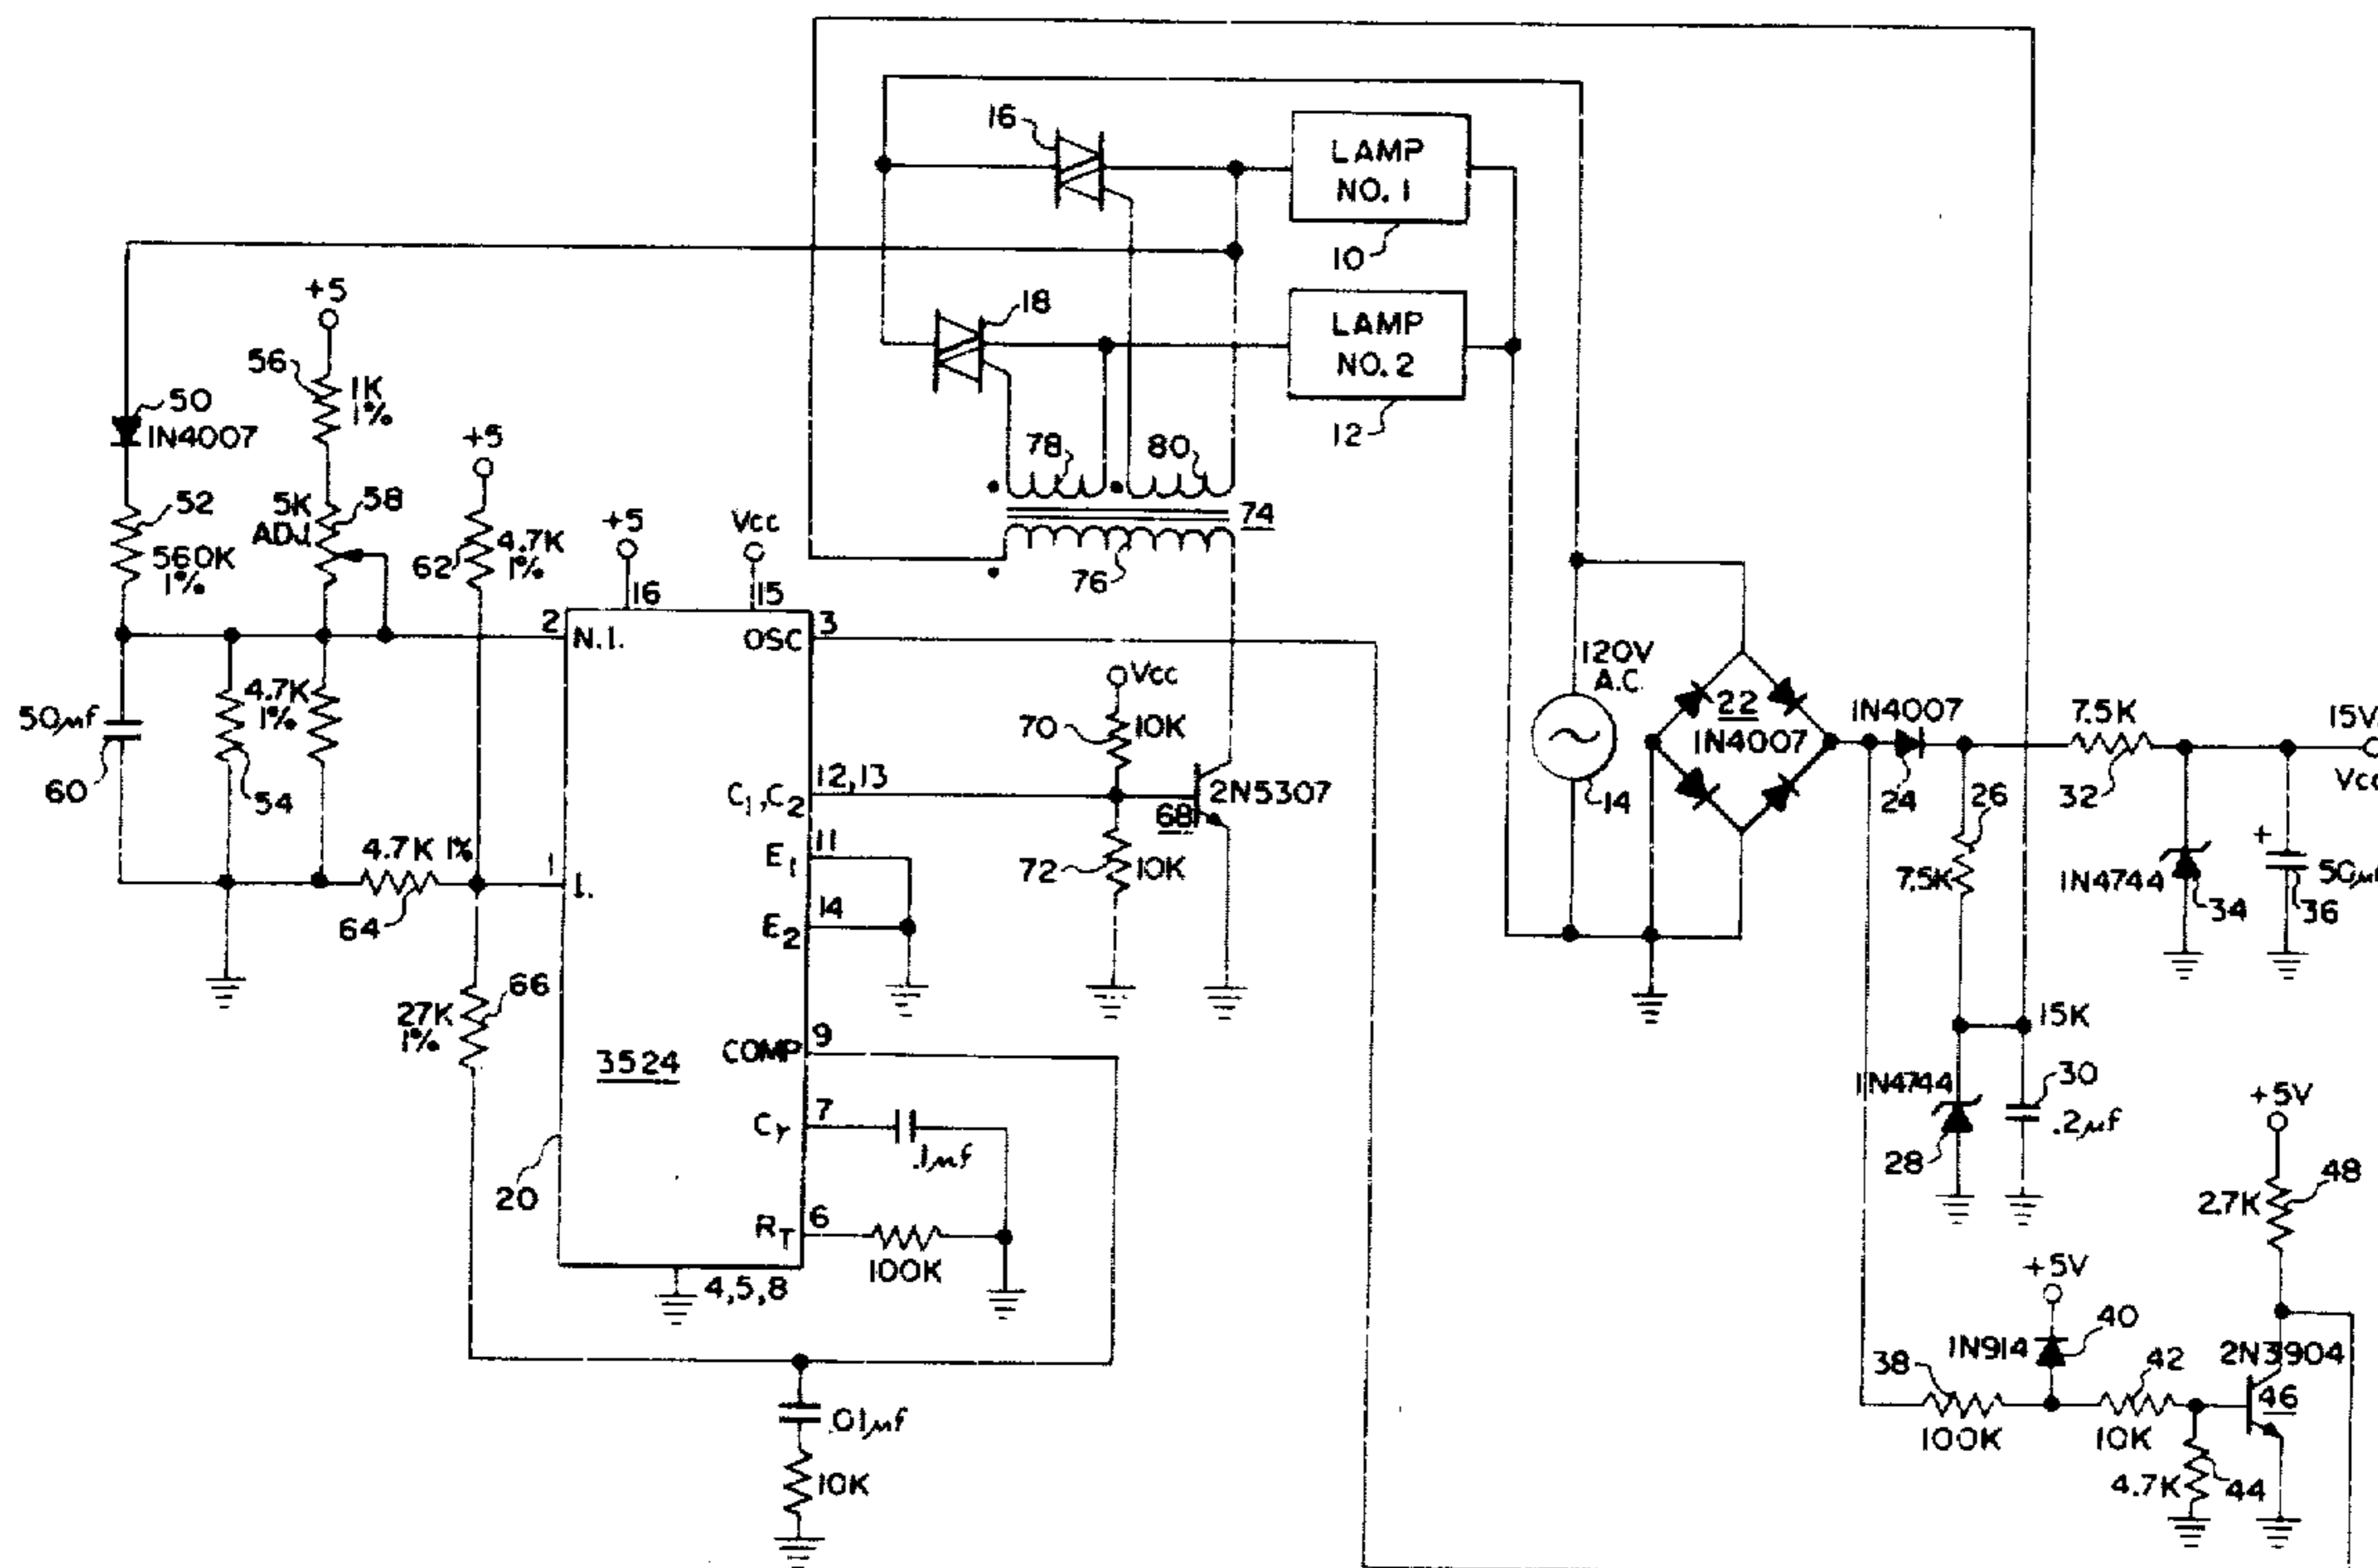 16
LAMP
NO. 1
10
18
LAMP
NO. 2
12
+5
56
1K
1%
50
1N4007
+5
78
80
52
560K
1%
5K
ADJ.
58
62
4.7K
1%
+5
16
Vcc
15
74
76
2
N.I.
OSC
3
120V
A.C.
14
22
1N4007
1N4007
24
26
7.5K
7.5K
32
15V
Vcc
Vcc
70
10K
50µf
60
4.7K
1%
54
12,13
C1,C2
2N5307
68
72
10K
11
E1
14
E2
4.7K 1%
64
1
I.
1N4744
34
+
50µf
36
66
27K
1%
3524
COMP
9
15K
1N4744
28
30
.2µf
+5V
7
CT
.1µf
20
RT
6
100K
4,5,8
48
2.7K
+5V
1N914
40
2N3904
46
38
100K
42
10K
4.7K
44
.01µf
10K